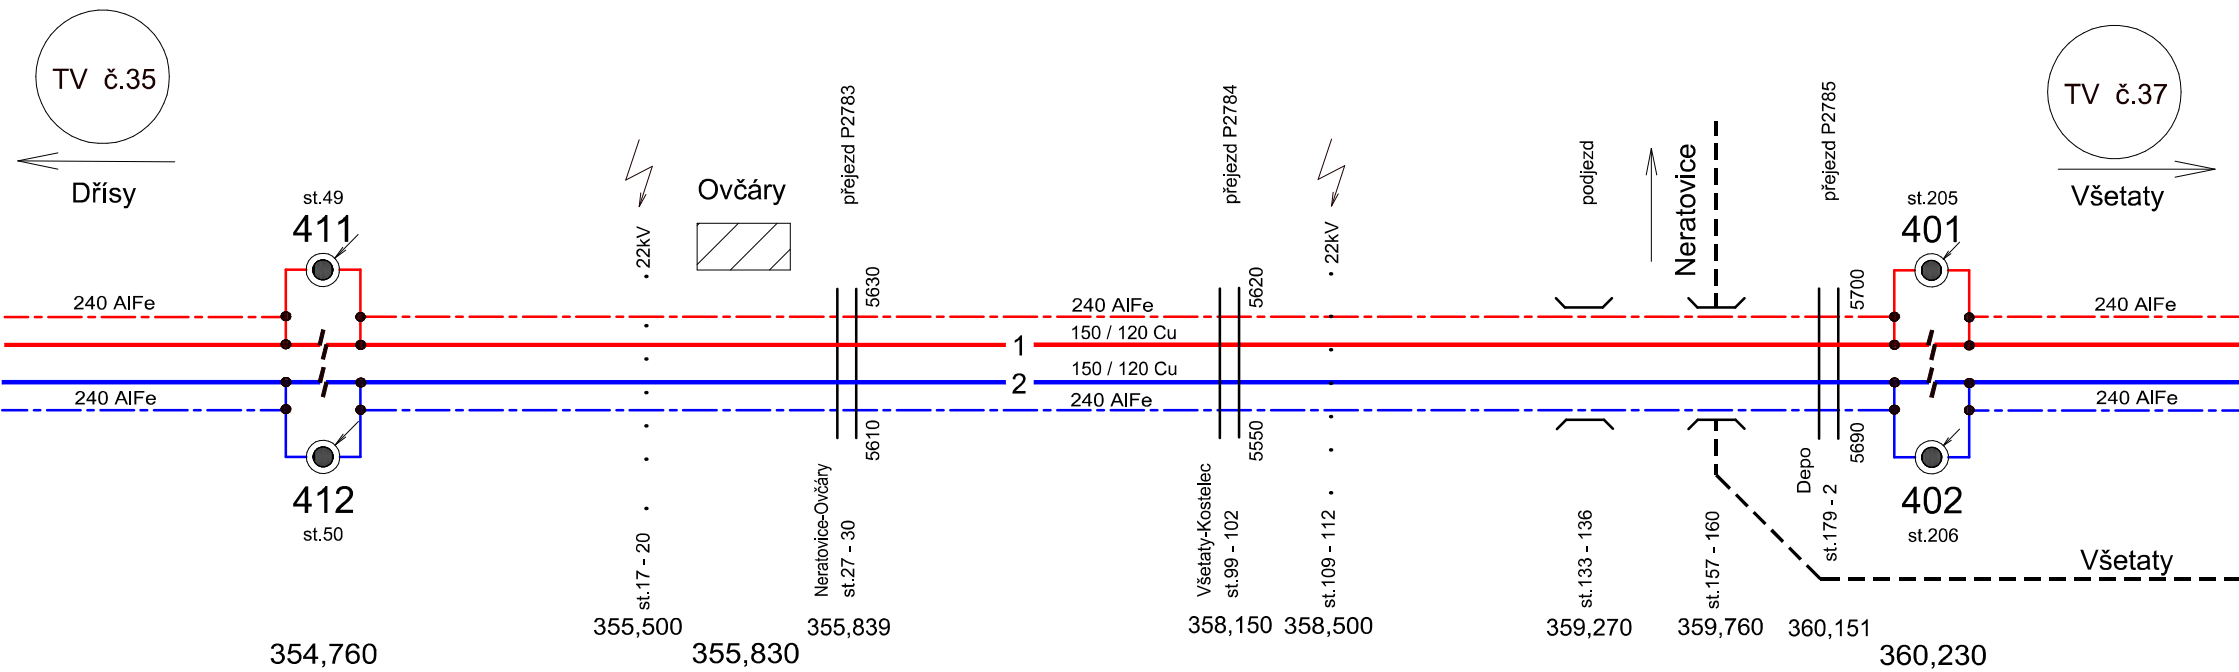 TV č.35
Dřísy
st.49
411
240 AlFe
240 AlFe
412
st.50
354,760
22kV
st.17 - 20
355,500
Ovčáry
355,830
přejezd P2783
5630
5610
Neratovice-Ovčáry
st.27 - 30
355,839
1
2
240 AlFe
150 / 120 Cu
150 / 120 Cu
240 AlFe
přejezd P2784
5620
5550
Všetaty-Kostelec
st.99 - 102
358,150
22kV
st.109 - 112
358,500
podjezd
st.133 - 136
359,270
Neratovice
st.157 - 160
359,760
přejezd P2785
5700
5690
Depo
st.179 - 2
360,151
st.205
401
402
st.206
360,230
TV č.37
Všetaty
240 AlFe
240 AlFe
Všetaty